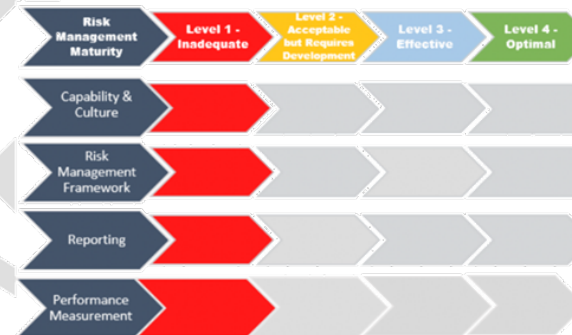 Risk
Management
Maturity
Level 1 -
Inadequate
Level 2 -
Acceptable
but Requires
Development
Level 3 -
Effective
Level 4 -
Optimal
Capability &
Culture
Risk
Management
Framework
Reporting
Performance
Measurement